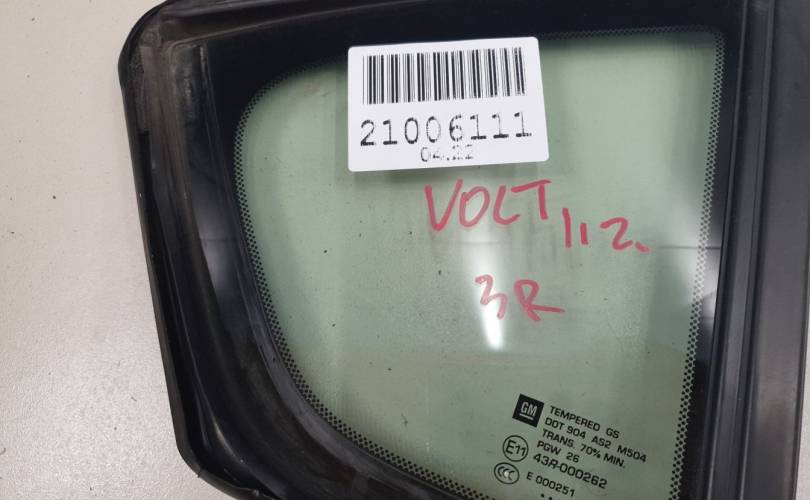 21006111
04.22
VOLT
11 2.
3R
GM
TEMPERED GS
DOT 904 AS2 M504
TRANS. 70% MIN.
PGW 26
E11 43R-000262
CCC E 000251